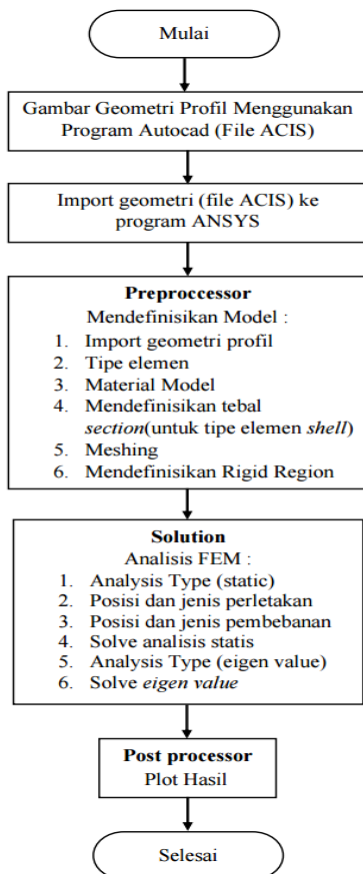 Mulai
Gambar Geometri Profil Menggunakan
Program Autocad (File ACIS)
Import geometri (file ACIS) ke
program ANSYS
Preproccessor
Mendefinisikan Model :
1. Import geometri profil
2. Tipe elemen
3. Material Model
4. Mendefinisikan tebal
section(untuk tipe elemen shell)
5. Meshing
6. Mendefinisikan Rigid Region
Solution
Analisis FEM :
1. Analysis Type (static)
2. Posisi dan jenis perletakan
3. Posisi dan jenis pembebanan
4. Solve analisis statis
5. Analysis Type (eigen value)
6. Solve eigen value
Post processor
Plot Hasil
Selesai